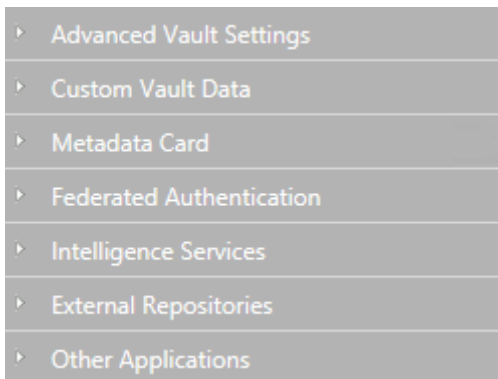 Advanced Vault Settings
Custom Vault Data
Metadata Card
Federated Authentication
Intelligence Services
External Repositories
Other Applications